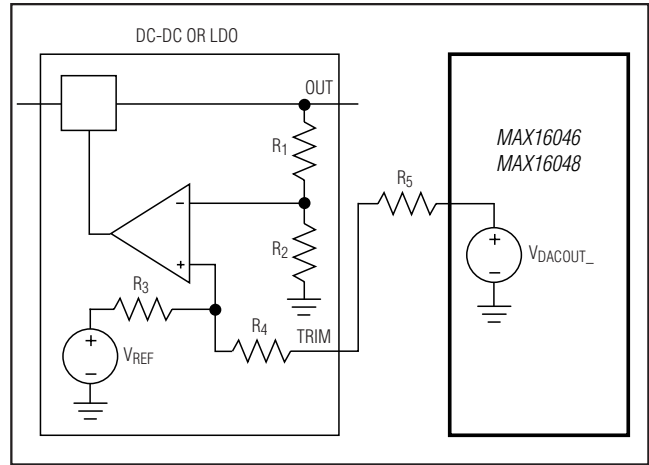 DC-DC OR LDO
OUT
MAX16046
MAX16048
R1
R5
−
R2
+
VDACOUT_
+
−
R3
R4
TRIM
+
VREF
−